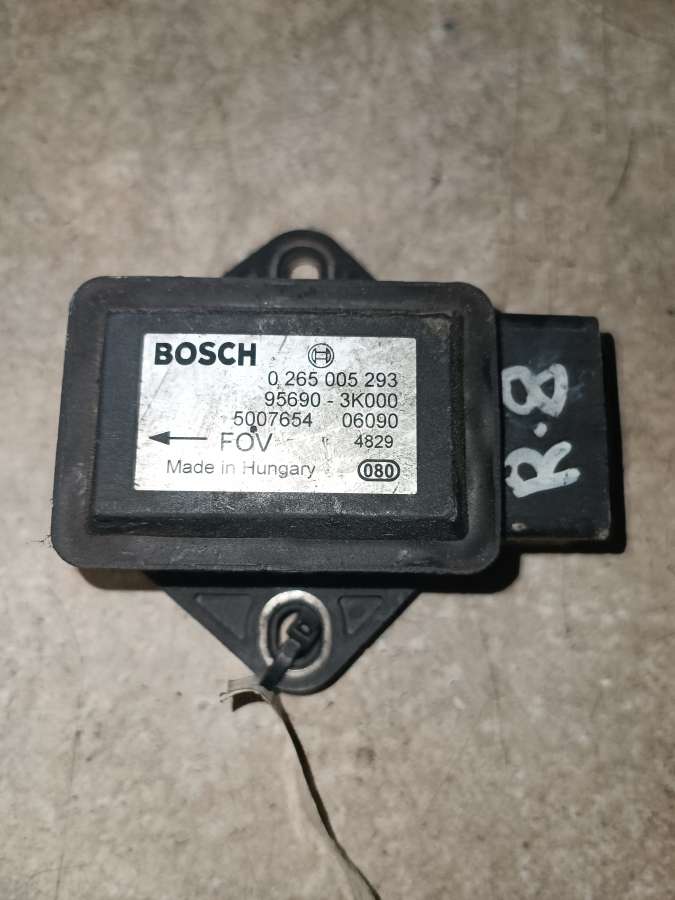 BOSCH
0 265 005 293
95690 - 3K000
5007654 06090
FOV " 4829
Made in Hungary 080
R-8